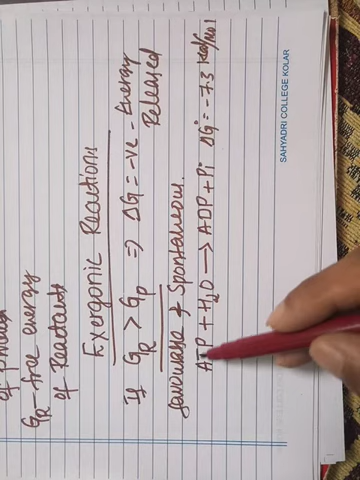 of Product
GR - free energy
of Reactants
Exergonic Reactions
If GR > GP ⇒ ΔG = -ve - Energy
Released
favourable & Spontaneous.
ATP + H2O → ADP + Pi ΔG° = -7.3 kcal/mol
SAHYADRI COLLEGE KOLAR